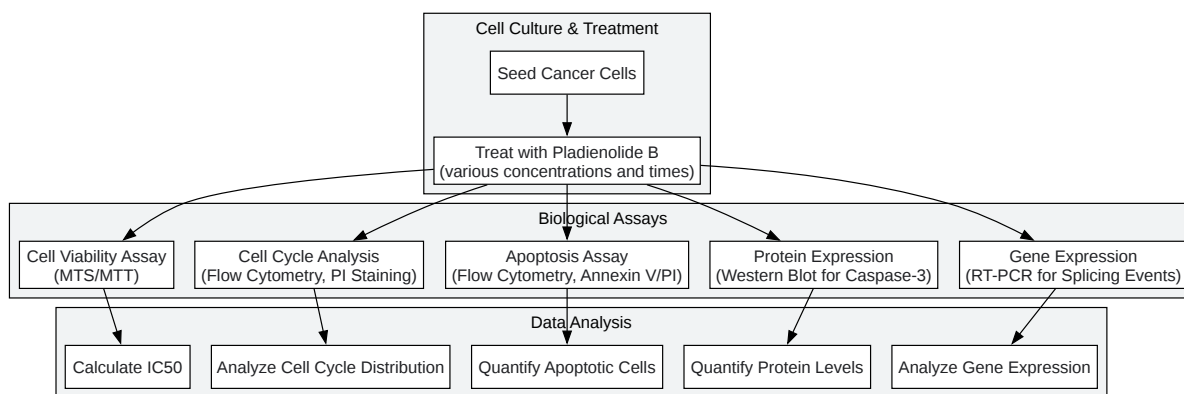 Cell Culture & Treatment
Seed Cancer Cells
Treat with Pladienolide B
(various concentrations and times)
Biological Assays
Cell Viability Assay
(MTS/MTT)
Cell Cycle Analysis
(Flow Cytometry, PI Staining)
Apoptosis Assay
(Flow Cytometry, Annexin V/PI)
Protein Expression
(Western Blot for Caspase-3)
Gene Expression
(RT-PCR for Splicing Events)
Data Analysis
Calculate IC50
Analyze Cell Cycle Distribution
Quantify Apoptotic Cells
Quantify Protein Levels
Analyze Gene Expression